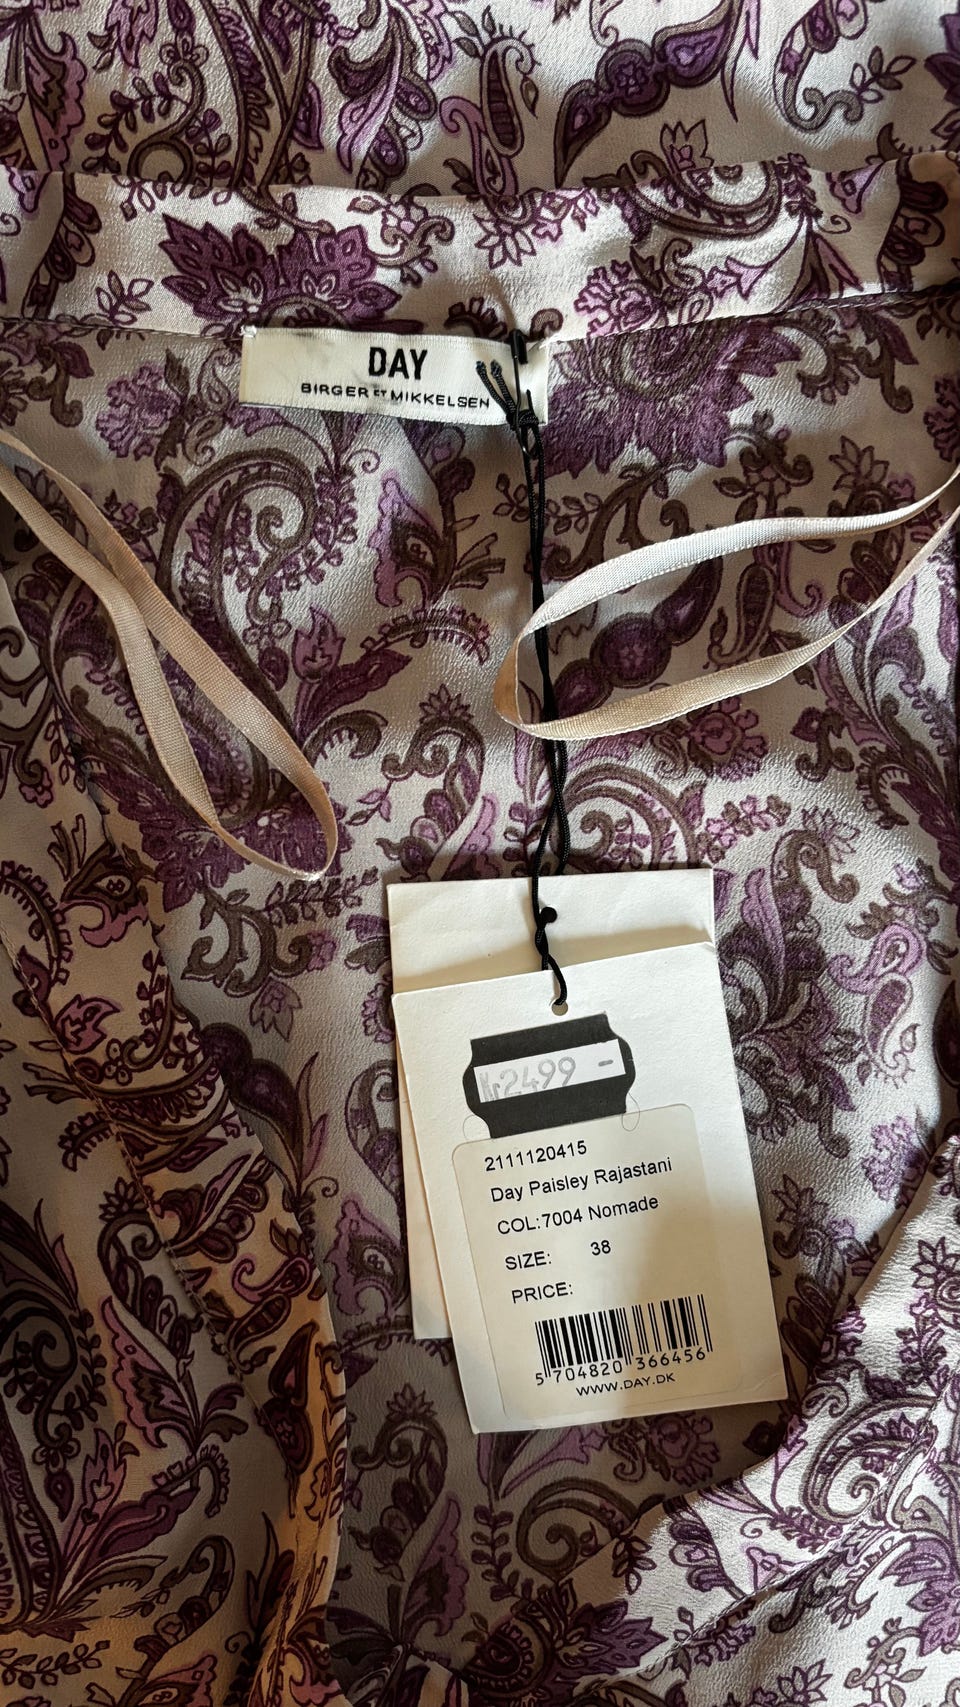 DAY
BIRGER ET MIKKELSEN
Kr2499 -
2111120415
Day Paisley Rajastani
COL:7004 Nomade
SIZE: 38
PRICE:
5 704820 366456
WWW.DAY.DK